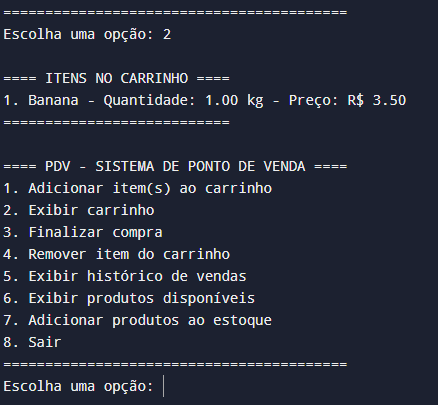 =========================================
Escolha uma opção: 2
==== ITENS NO CARRINHO ====
1. Banana - Quantidade: 1.00 kg - Preço: R$ 3.50
===========================
==== PDV - SISTEMA DE PONTO DE VENDA ====
1. Adicionar item(s) ao carrinho
2. Exibir carrinho
3. Finalizar compra
4. Remover item do carrinho
5. Exibir histórico de vendas
6. Exibir produtos disponíveis
7. Adicionar produtos ao estoque
8. Sair
=========================================
Escolha uma opção: